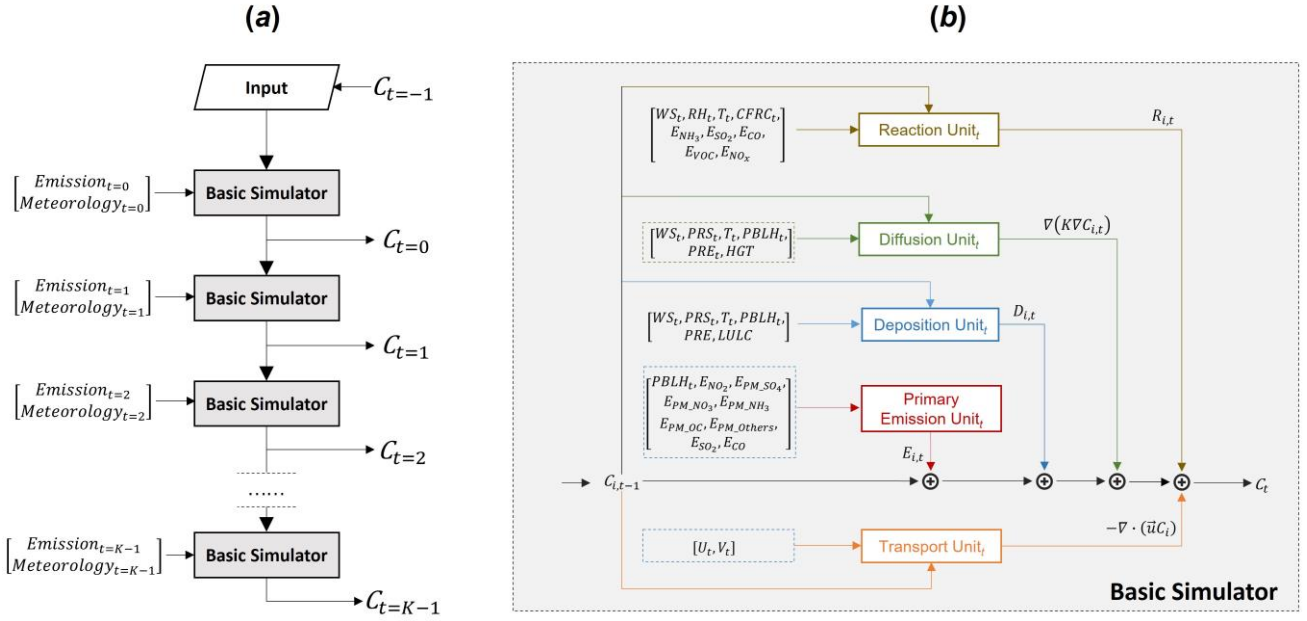 (a)
Input
C_{t=-1}
[Emission_{t=0}
Meteorology_{t=0}]
Basic Simulator
C_{t=0}
[Emission_{t=1}
Meteorology_{t=1}]
Basic Simulator
C_{t=1}
[Emission_{t=2}
Meteorology_{t=2}]
Basic Simulator
C_{t=2}
......
[Emission_{t=K-1}
Meteorology_{t=K-1}]
Basic Simulator
C_{t=K-1}
(b)
[WS_t, RH_t, T_t, CFRC_t,
E_{NH_3}, E_{SO_2}, E_{CO},
E_{VOC}, E_{NO_x}]
Reaction Unit_t
R_{i,t}
[WS_t, PRS_t, T_t, PBLH_t,
PRE_t, HGT]
Diffusion Unit_t
∇(K∇C_{i,t})
[WS_t, PRS_t, T_t, PBLH_t,
PRE, LULC]
Deposition Unit_t
D_{i,t}
[PBLH_t, E_{NO_2}, E_{PM_SO_4},
E_{PM_NO_3}, E_{PM_NH_3}
E_{PM_OC}, E_{PM_Others},
E_{SO_2}, E_{CO}]
Primary
Emission Unit_t
E_{i,t}
C_{i,t-1}
C_t
[U_t, V_t]
Transport Unit_t
−∇ · (u⃗C_i)
Basic Simulator